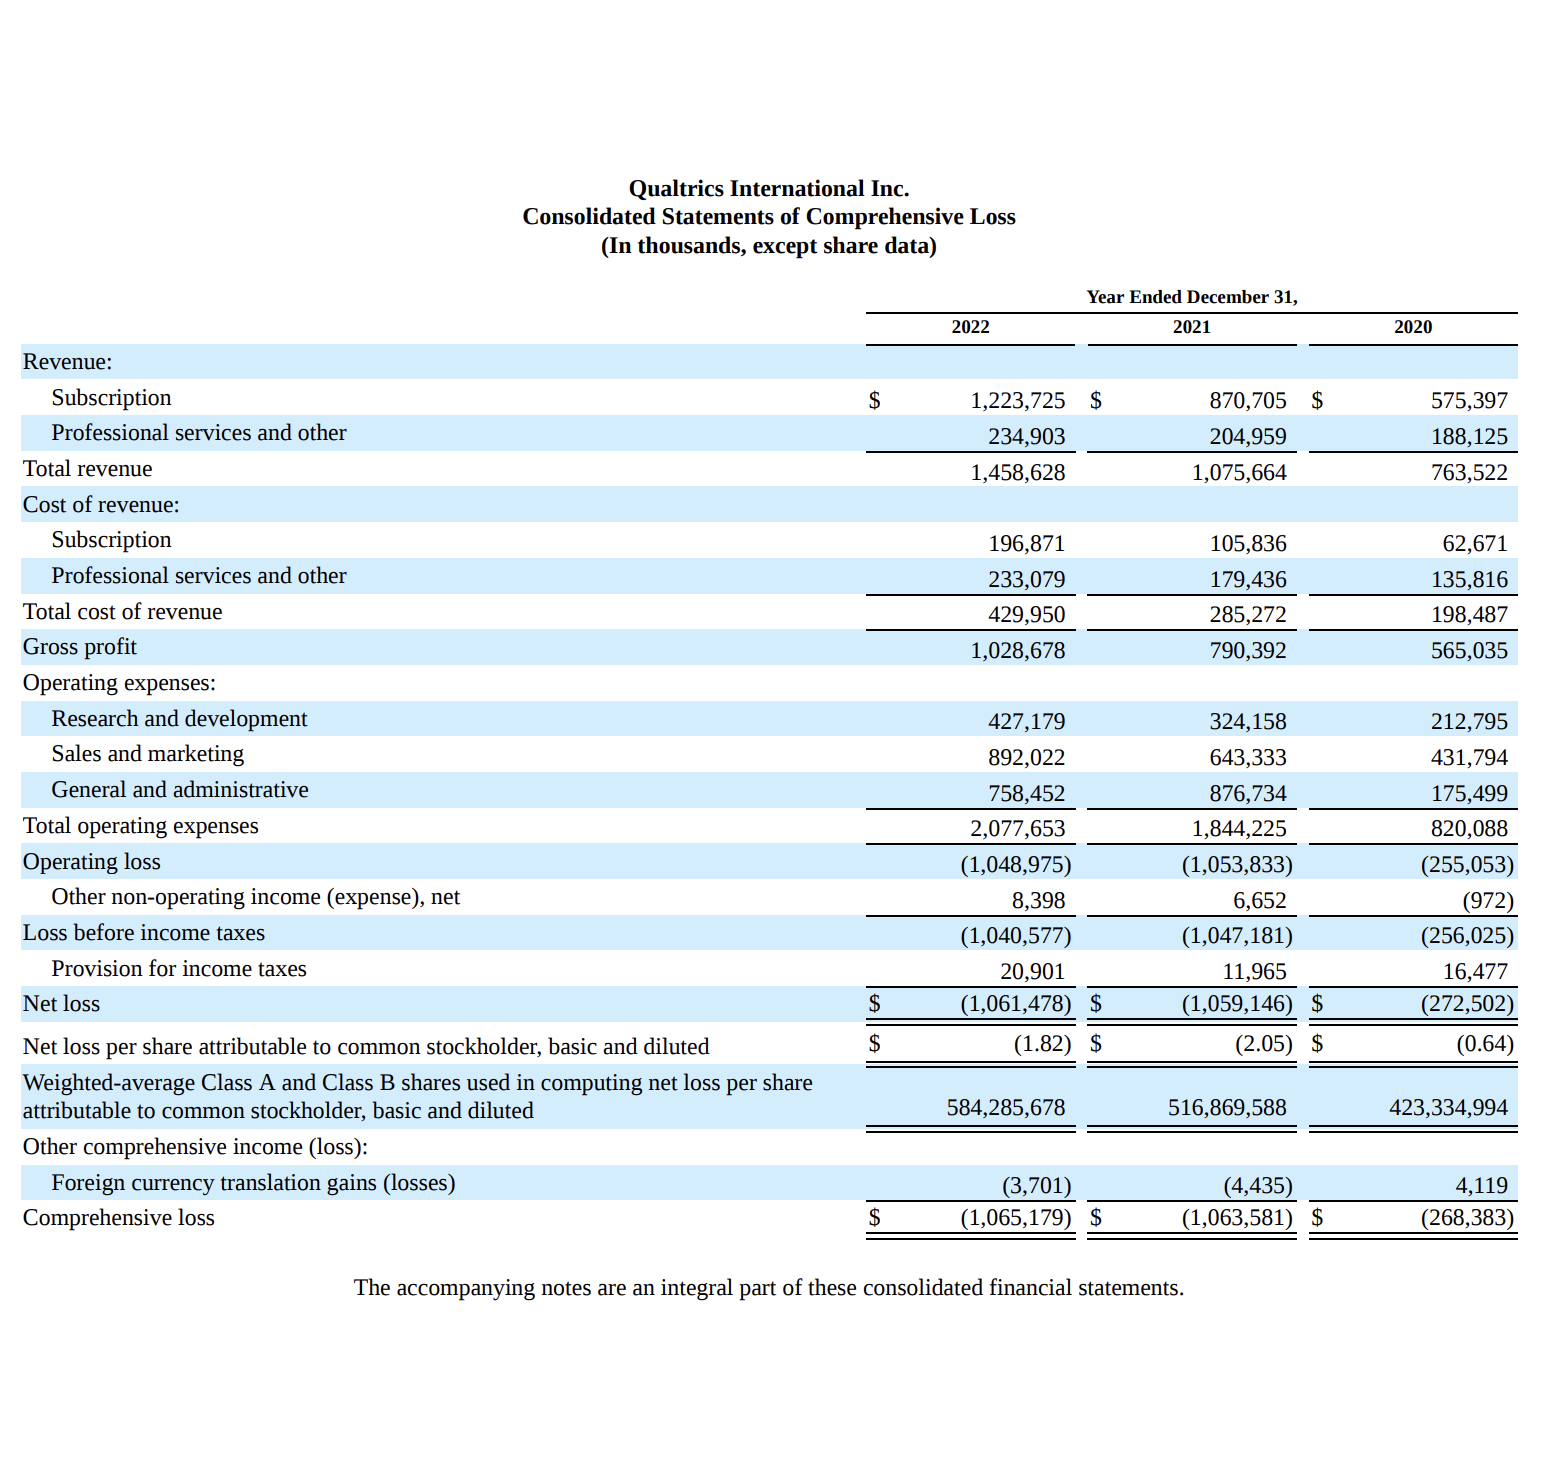 Qualtrics International Inc.
Consolidated Statements of Comprehensive Loss
(In thousands, except share data)
Year Ended December 31,
2022 2021 2020
Revenue:
Subscription $ 1,223,725 $ 870,705 $ 575,397
Professional services and other 234,903 204,959 188,125
Total revenue 1,458,628 1,075,664 763,522
Cost of revenue:
Subscription 196,871 105,836 62,671
Professional services and other 233,079 179,436 135,816
Total cost of revenue 429,950 285,272 198,487
Gross profit 1,028,678 790,392 565,035
Operating expenses:
Research and development 427,179 324,158 212,795
Sales and marketing 892,022 643,333 431,794
General and administrative 758,452 876,734 175,499
Total operating expenses 2,077,653 1,844,225 820,088
Operating loss (1,048,975) (1,053,833) (255,053)
Other non-operating income (expense), net 8,398 6,652 (972)
Loss before income taxes (1,040,577) (1,047,181) (256,025)
Provision for income taxes 20,901 11,965 16,477
Net loss $ (1,061,478) $ (1,059,146) $ (272,502)
Net loss per share attributable to common stockholder, basic and diluted $ (1.82) $ (2.05) $ (0.64)
Weighted-average Class A and Class B shares used in computing net loss per share
attributable to common stockholder, basic and diluted 584,285,678 516,869,588 423,334,994
Other comprehensive income (loss):
Foreign currency translation gains (losses) (3,701) (4,435) 4,119
Comprehensive loss $ (1,065,179) $ (1,063,581) $ (268,383)
The accompanying notes are an integral part of these consolidated financial statements.